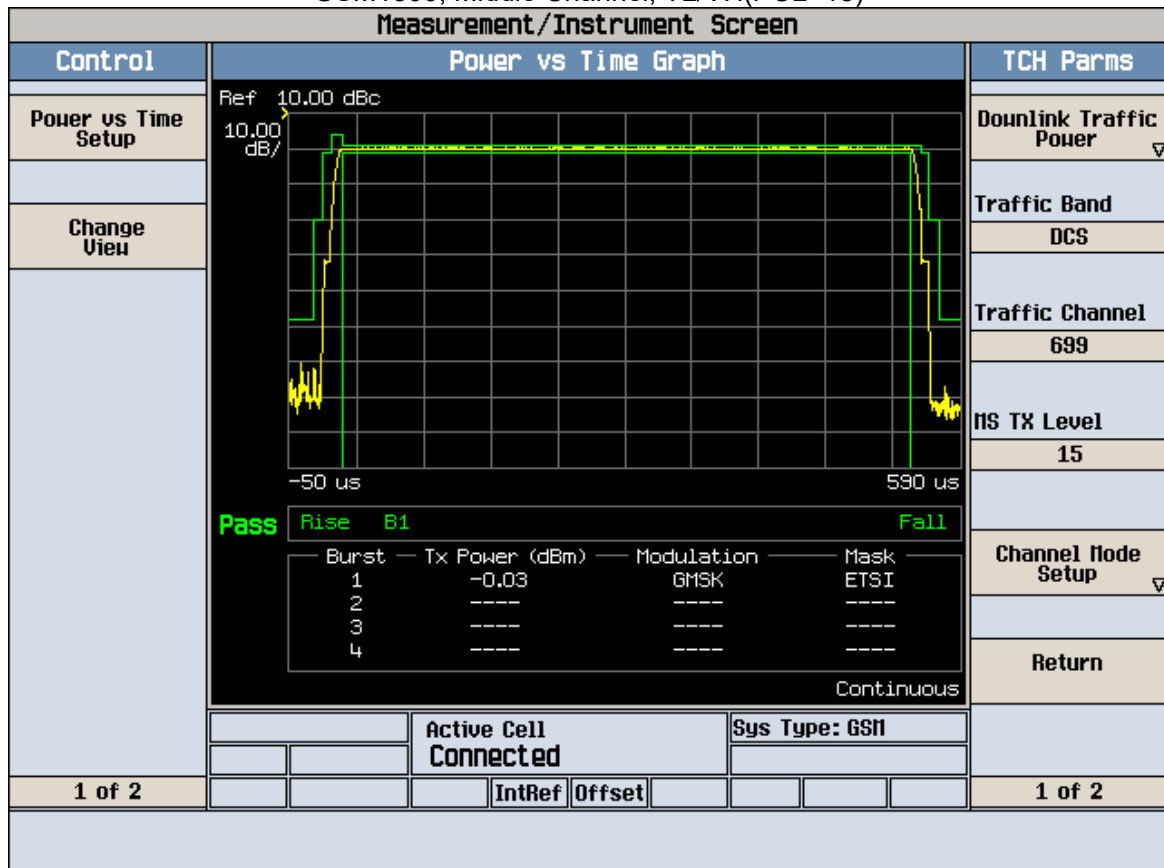 Measurement/Instrument Screen
Control
Power vs Time Graph
TCH Parms
Power vs Time
Setup
Change
View
1 of 2
Ref 10.00 dBc
10.00
dB/
-50 us
590 us
Pass
Rise B1
Fall
Burst Tx Power (dBm) Modulation Mask
1 -0.03 GMSK ETSI
2 ---- ---- ----
3 ---- ---- ----
4 ---- ---- ----
Continuous
Active Cell
Connected
Sys Type: GSM
IntRef Offset
Downlink Traffic
Power
Traffic Band
DCS
Traffic Channel
699
MS TX Level
15
Channel Mode
Setup
Return
1 of 2